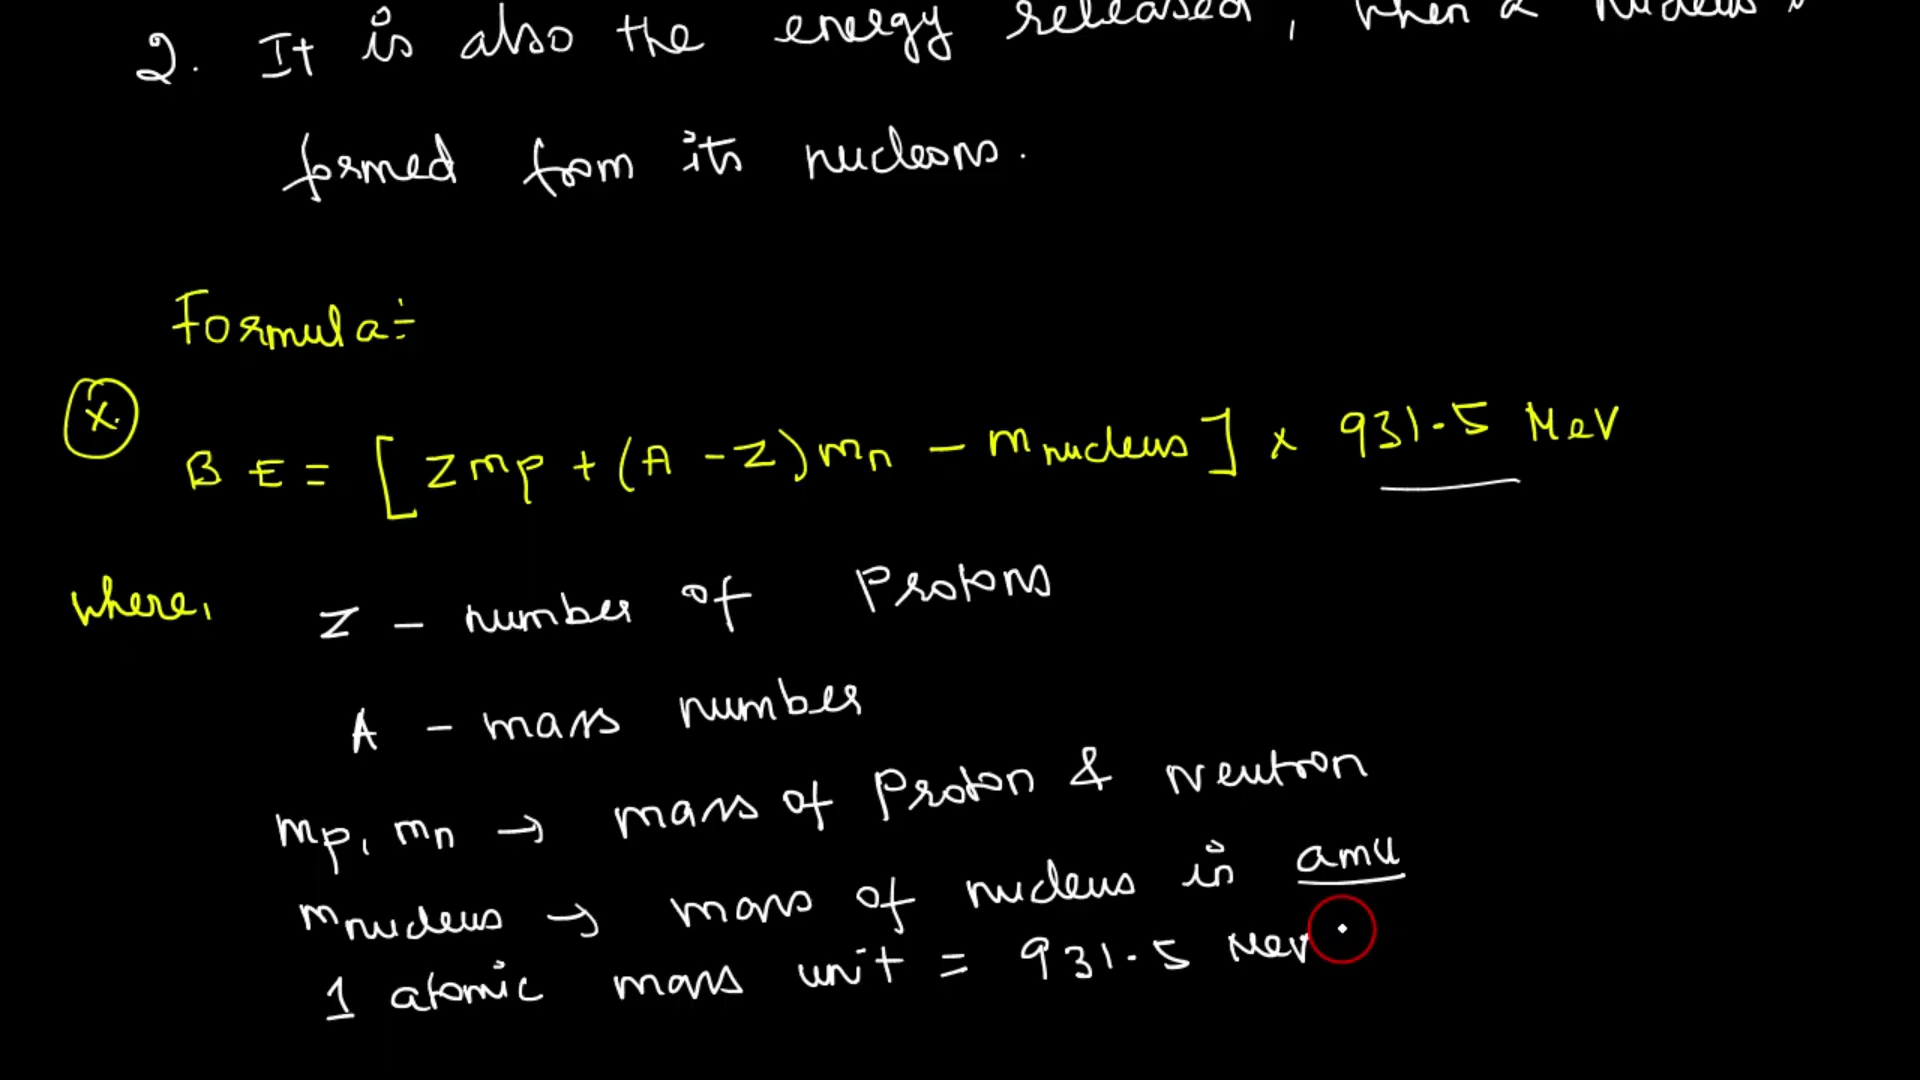 2. It is also the energy released, when a nucleus i
formed from its nucleons.
Formula:-
x.
B E = [Zmp + (A - Z)mn - mnucleus] x 931.5 MeV
where, Z - number of Protons
A - mass number
mp, mn → mass of Proton & Neutron
mnucleus → mass of nucleus in amu
1 atomic mass unit = 931.5 MeV